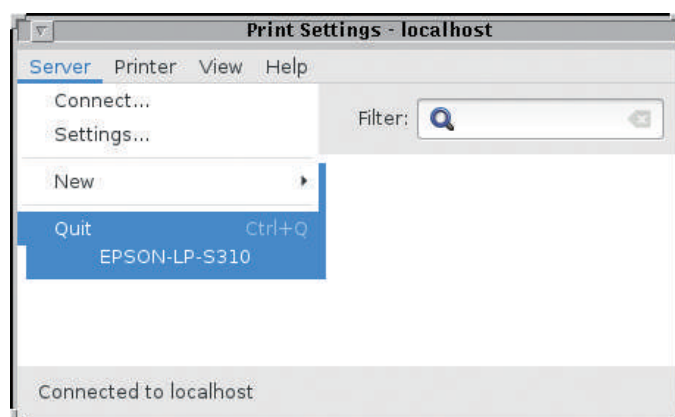 Print Settings - localhost
Server Printer View Help
Connect...
Filter:
Settings...
New
Quit Ctrl+Q
EPSON-LP-S310
Connected to localhost